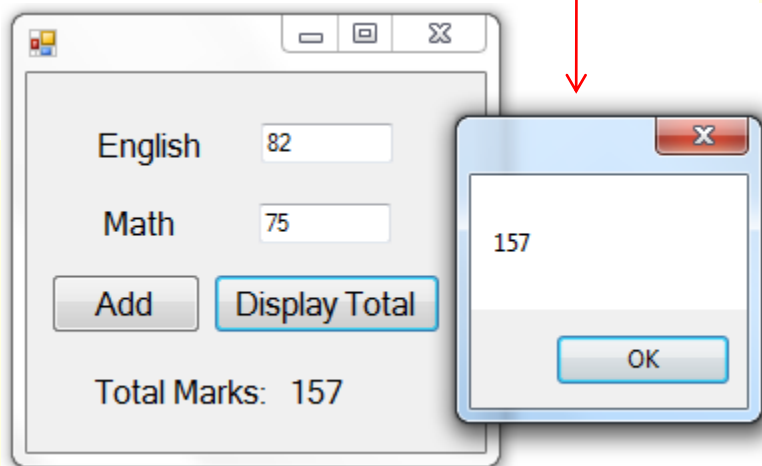 English 82
Math 75
Add Display Total
Total Marks: 157
157
OK